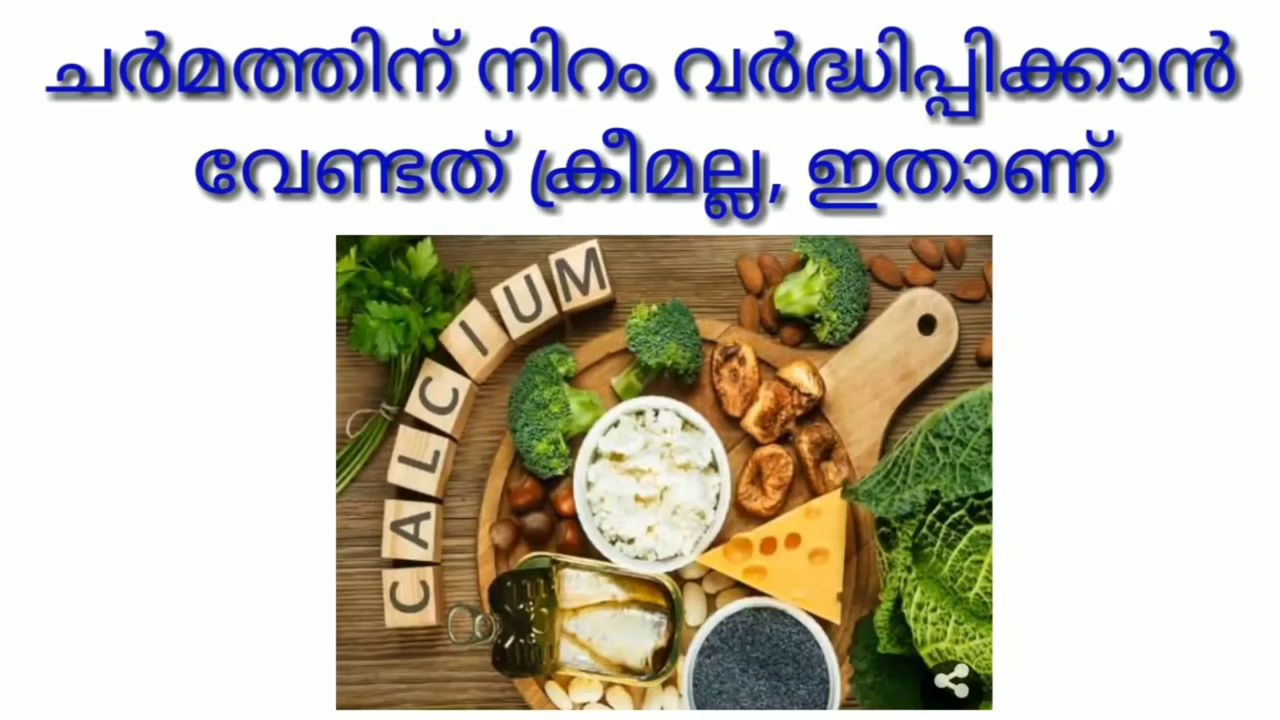 ചർമത്തിന് നിറം വർദ്ധിപ്പിക്കാൻ
വേണ്ടത് ക്രീമല്ല, ഇതാണ്
CALCIUM